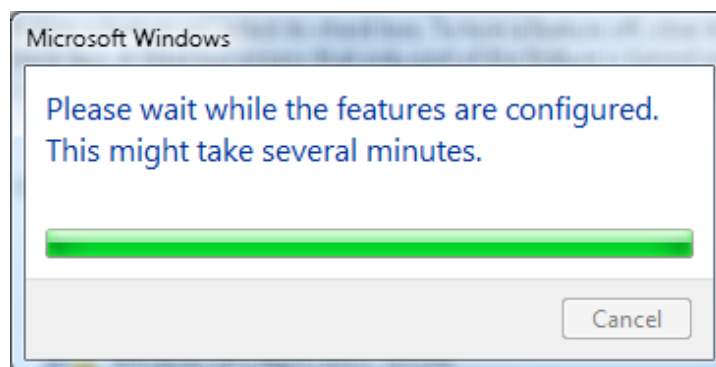 Microsoft Windows
Please wait while the features are configured.
This might take several minutes.
Cancel